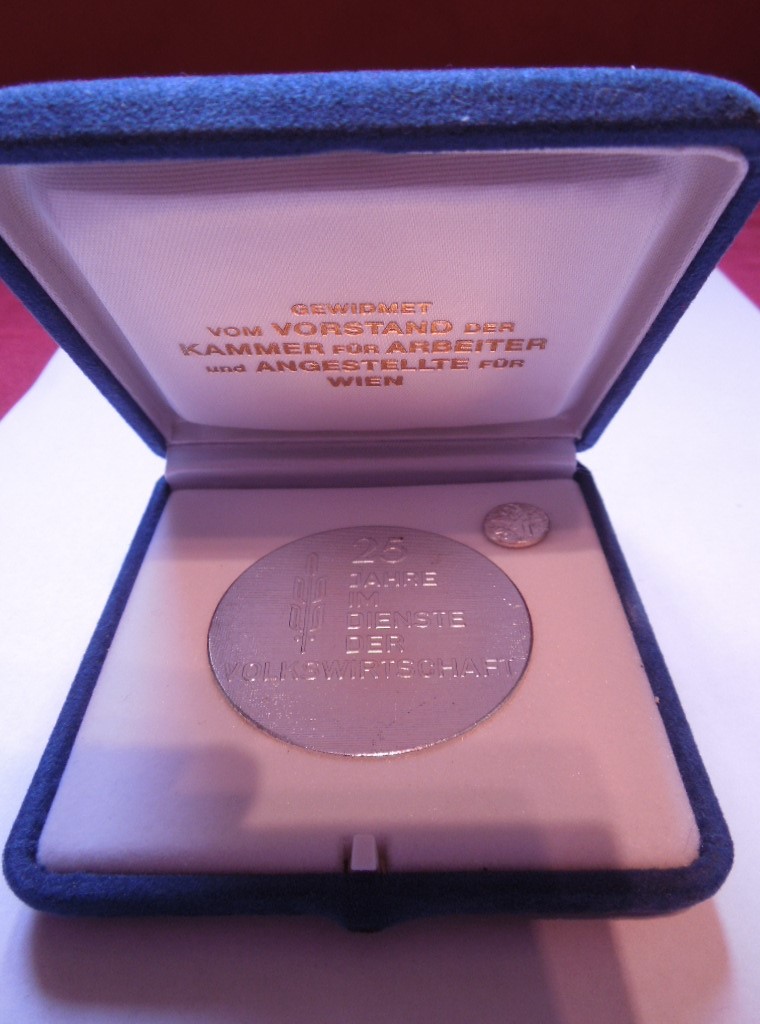 GEWIDMET
VOM VORSTAND DER
KAMMER FÜR ARBEITER
und ANGESTELLTE FÜR
WIEN
25
JAHRE
IM
DIENSTE
DER
VOLKSWIRTSCHAFT